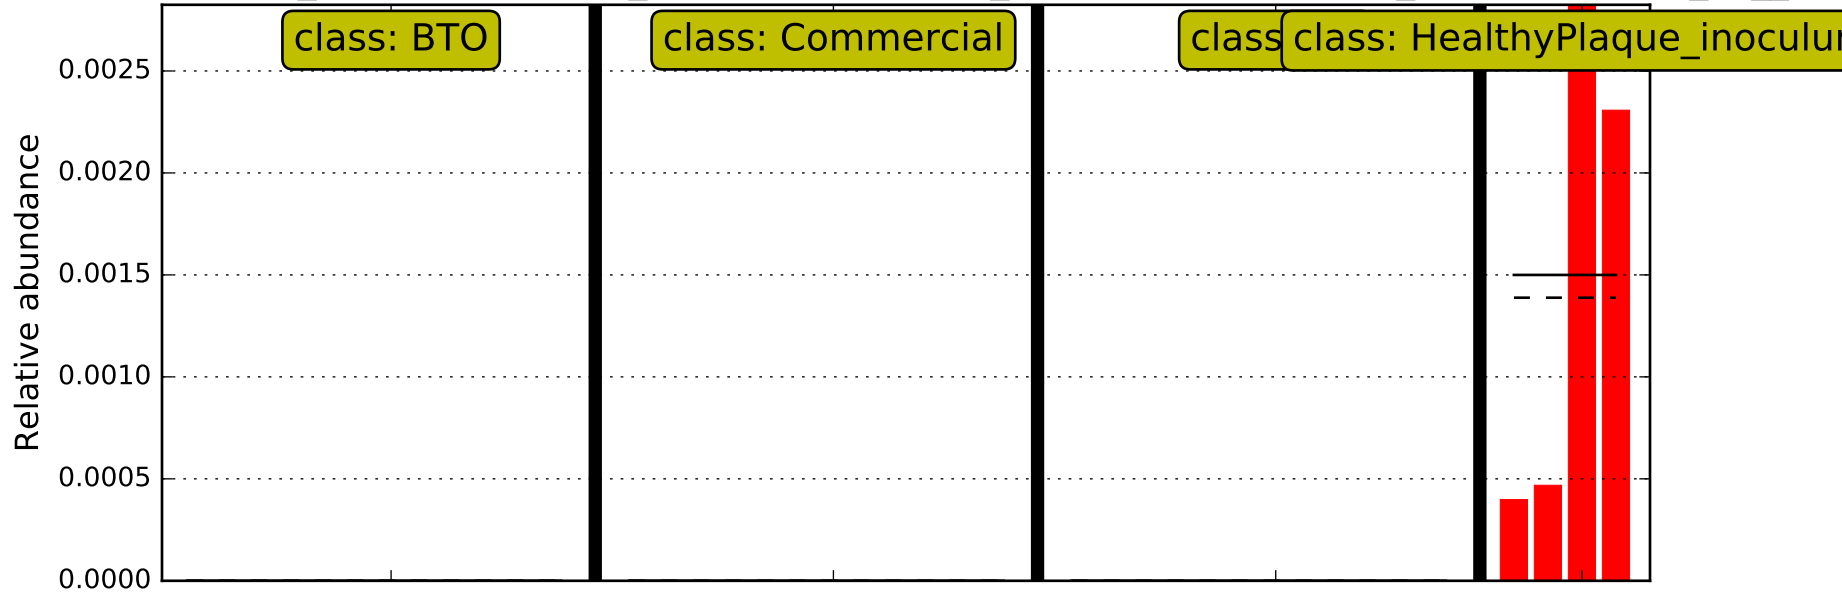 class: BTO
class: Commercial
class
class: HealthyPlaque_inoculu
0.0025
0.0020
0.0015
0.0010
0.0005
0.0000
Relative abundance